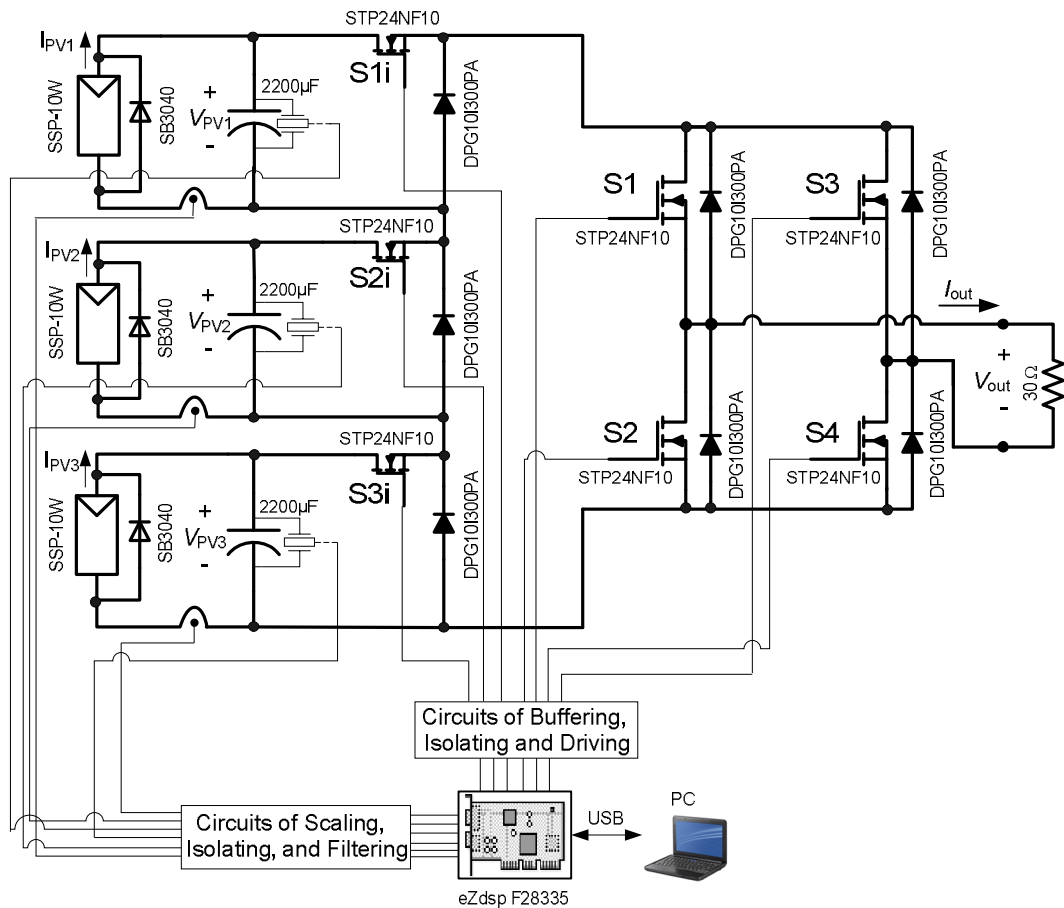 STP24NF10
IPV1
S1i
2200µF
SSP-10W
SB3040
+
VPV1
-
DPG10I300PA
STP24NF10
IPV2
S2i
2200µF
SSP-10W
SB3040
+
VPV2
-
DPG10I300PA
STP24NF10
IPV3
S3i
2200µF
SSP-10W
SB3040
+
VPV3
-
DPG10I300PA
S1
STP24NF10
DPG10I300PA
S3
STP24NF10
DPG10I300PA
Iout
+
Vout
-
30Ω
S2
STP24NF10
DPG10I300PA
S4
STP24NF10
DPG10I300PA
Circuits of Buffering,
Isolating and Driving
Circuits of Scaling,
Isolating, and Filtering
USB
PC
eZdsp F28335